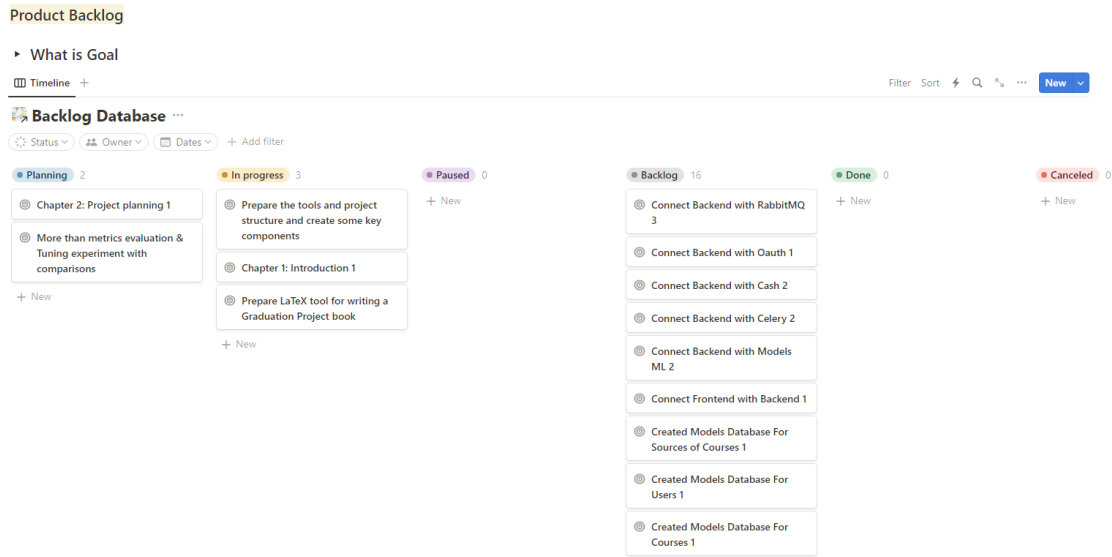 Product Backlog
What is Goal
Timeline
Filter Sort
New
Backlog Database
Status
Owner
Dates
Add filter
Planning 2
Chapter 2: Project planning 1
More than metrics evaluation &
Tuning experiment with
comparisons
New
In progress 3
Prepare the tools and project
structure and create some key
components
Chapter 1: Introduction 1
Prepare LaTeX tool for writing a
Graduation Project book
New
Paused 0
New
Backlog 16
Connect Backend with RabbitMQ
3
Connect Backend with Oauth 1
Connect Backend with Cash 2
Connect Backend with Celery 2
Connect Backend with Models
ML 2
Connect Frontend with Backend 1
Created Models Database For
Sources of Courses 1
Created Models Database For
Users 1
Created Models Database For
Courses 1
Done 0
New
Canceled 0
New